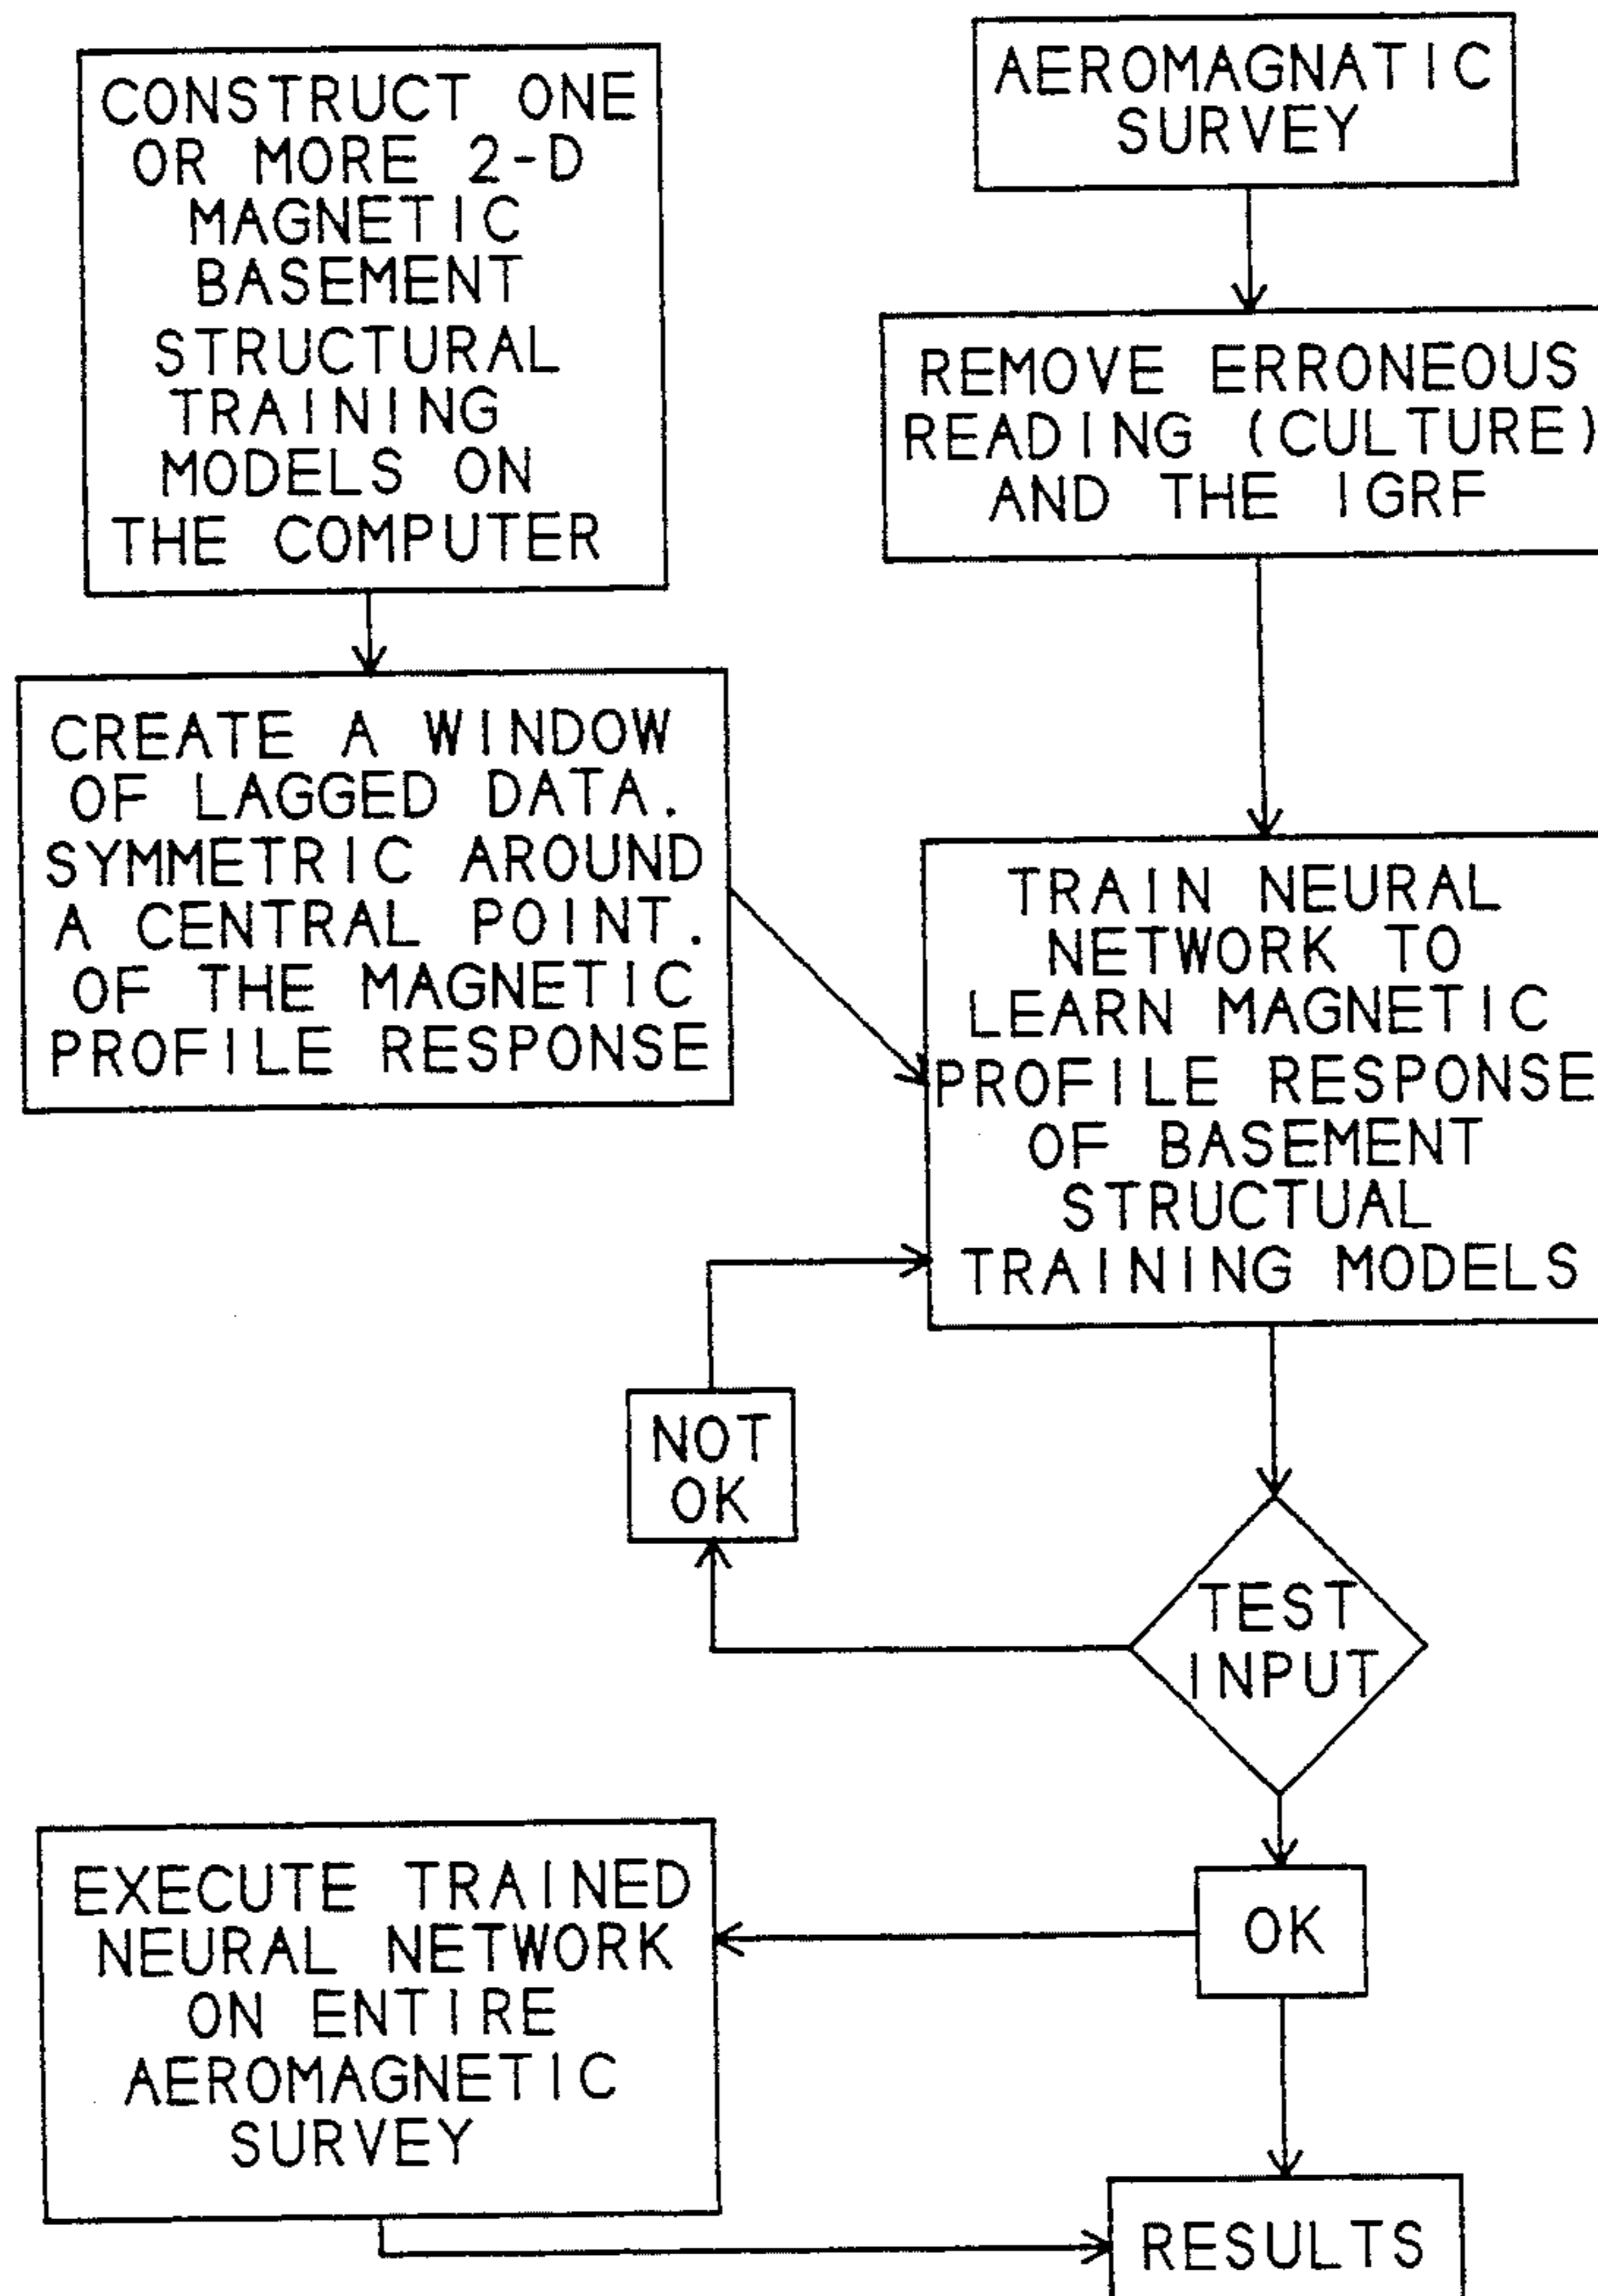 CONSTRUCT ONE
OR MORE 2-D
MAGNETIC
BASEMENT
STRUCTURAL
TRAINING
MODELS ON
THE COMPUTER
AEROMAGNATIC
SURVEY
REMOVE ERRONEOUS
READING (CULTURE)
AND THE IGRF
CREATE A WINDOW
OF LAGGED DATA.
SYMMETRIC AROUND
A CENTRAL POINT.
OF THE MAGNETIC
PROFILE RESPONSE
TRAIN NEURAL
NETWORK TO
LEARN MAGNETIC
PROFILE RESPONSE
OF BASEMENT
STRUCTUAL
TRAINING MODELS
NOT
OK
TEST
INPUT
OK
EXECUTE TRAINED
NEURAL NETWORK
ON ENTIRE
AEROMAGNETIC
SURVEY
RESULTS